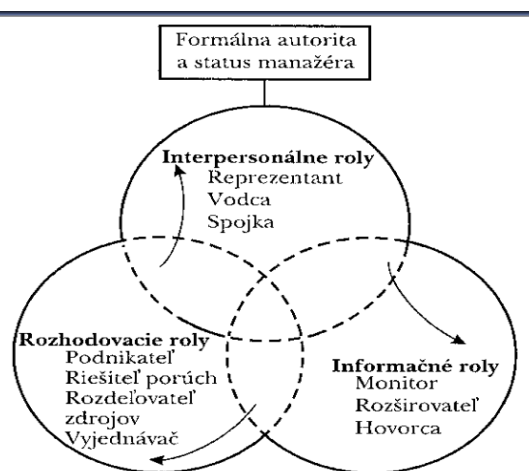 Formálna autorita
a status manažéra
Interpersonálne roly
Reprezentant
Vodca
Spojka
Rozhodovacie roly
Podnikateľ
Riešiteľ porúch
Rozdeľovateľ
zdrojov
Vyjednávač
Informačné roly
Monitor
Rozširovateľ
Hovorca